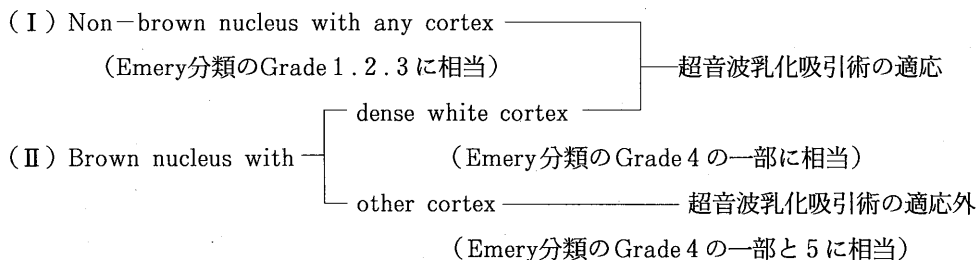 (Ⅰ) Non-brown nucleus with any cortex
(Emery分類のGrade 1 . 2 . 3 に相当)
超音波乳化吸引術の適応
dense white cortex
(Ⅱ) Brown nucleus with
(Emery分類のGrade 4 の一部に相当)
other cortex
超音波乳化吸引術の適応外
(Emery分類のGrade 4 の一部と 5 に相当)